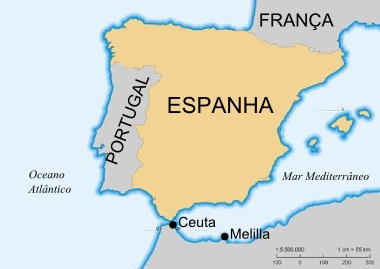 FRANÇA
PORTUGAL
ESPANHA
Oceano
Atlântico
Mar Mediterrâneo
Ceuta
Melilla
1:5.500.000
1 cm = 55 km
100 0 100 200 300